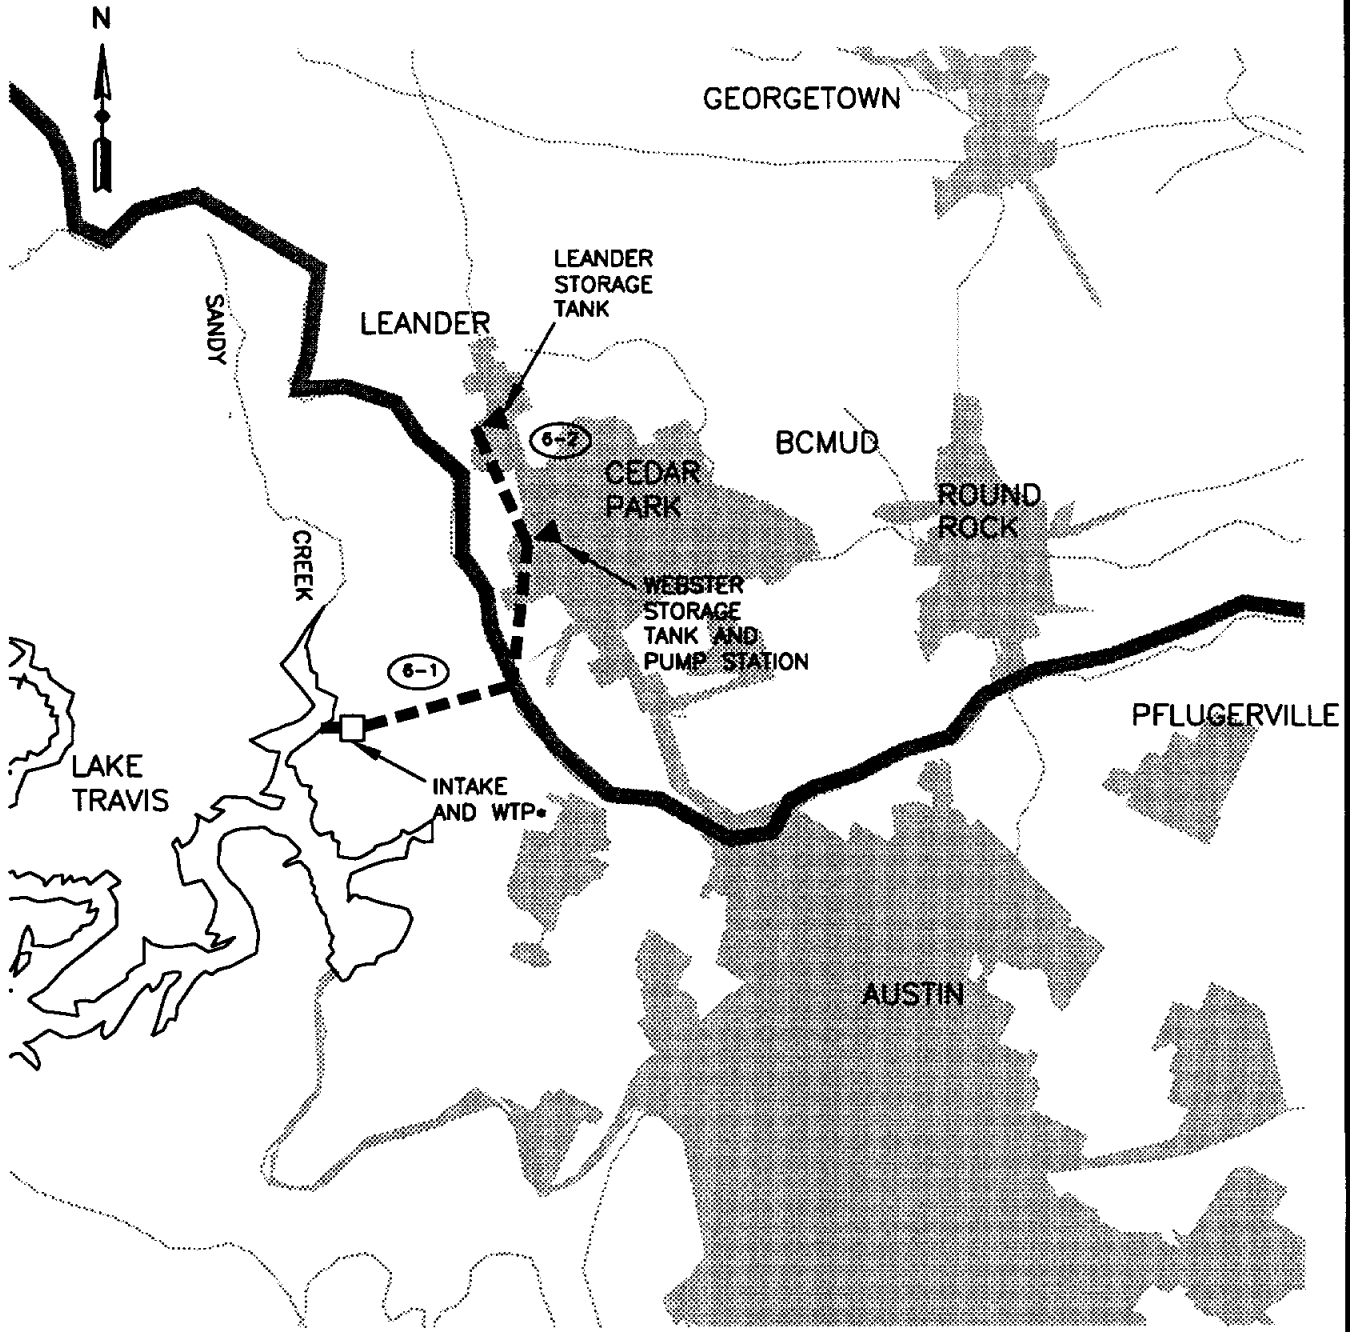 N
GEORGETOWN
LEANDER
STORAGE
TANK
SANDY
LEANDER
6-2
BCMUD
CEDAR
PARK
ROUND
ROCK
CREEK
WEBSTER
STORAGE
TANK AND
PUMP STATION
6-1
PFLUGERVILLE
LAKE
TRAVIS
INTAKE
AND WTP*
AUSTIN